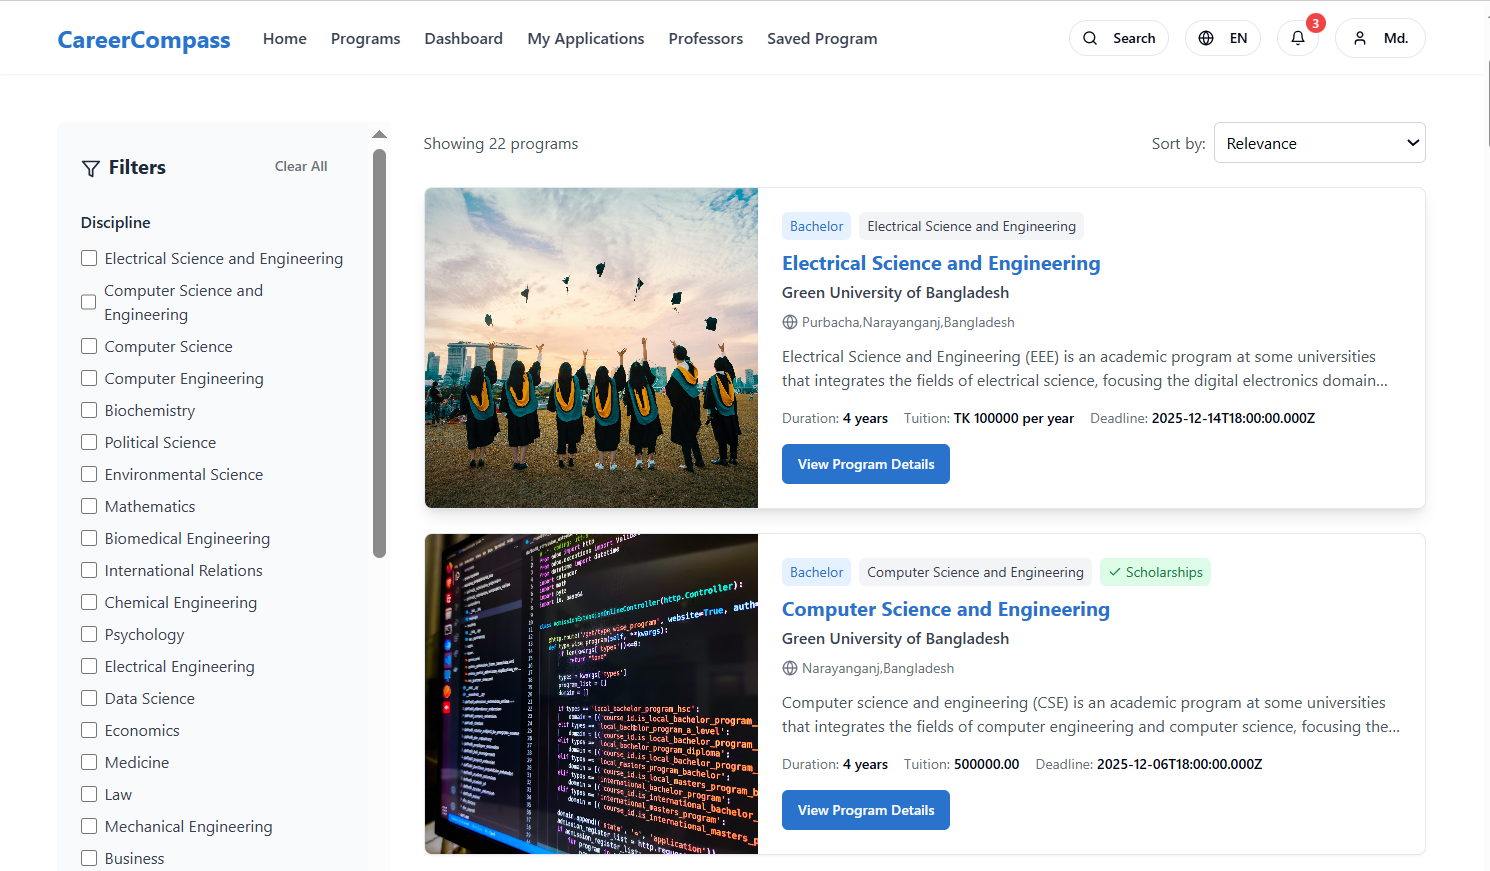 CareerCompass
Home
Programs
Dashboard
My Applications
Professors
Saved Program
Search
EN
3
Md.
Filters
Clear All
Discipline
Electrical Science and Engineering
Computer Science and
Engineering
Computer Science
Computer Engineering
Biochemistry
Political Science
Environmental Science
Mathematics
Biomedical Engineering
International Relations
Chemical Engineering
Psychology
Electrical Engineering
Data Science
Economics
Medicine
Law
Mechanical Engineering
Business
Showing 22 programs
Sort by:
Relevance
Bachelor
Electrical Science and Engineering
Electrical Science and Engineering
Green University of Bangladesh
Purbacha,Narayanganj,Bangladesh
Electrical Science and Engineering (EEE) is an academic program at some universities
that integrates the fields of electrical science, focusing the digital electronics domain...
Duration: 4 years Tuition: TK 100000 per year Deadline: 2025-12-14T18:00:00.000Z
View Program Details
Bachelor
Computer Science and Engineering
✓ Scholarships
Computer Science and Engineering
Green University of Bangladesh
Narayanganj,Bangladesh
Computer science and engineering (CSE) is an academic program at some universities
that integrates the fields of computer engineering and computer science, focusing the...
Duration: 4 years Tuition: 500000.00 Deadline: 2025-12-06T18:00:00.000Z
View Program Details